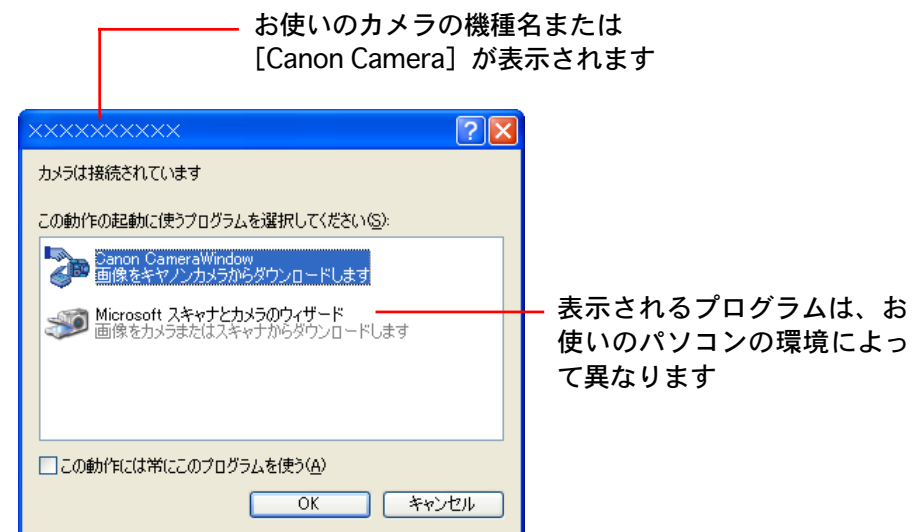 お使いのカメラの機種名または
［Canon Camera］が表示されます
××××××××××
カメラは接続されています
この動作の起動に使うプログラムを選択してください(S):
Canon CameraWindow
画像をキヤノンカメラからダウンロードします
Microsoft スキャナとカメラのウィザード
画像をカメラまたはスキャナからダウンロードします
表示されるプログラムは、お
使いのパソコンの環境によっ
て異なります
この動作には常にこのプログラムを使う(A)
OK キャンセル